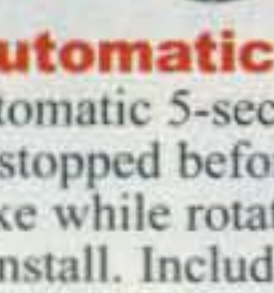 utomatic
tomatic 5-sec
stopped befor
ke while rotat
nstall. Includ